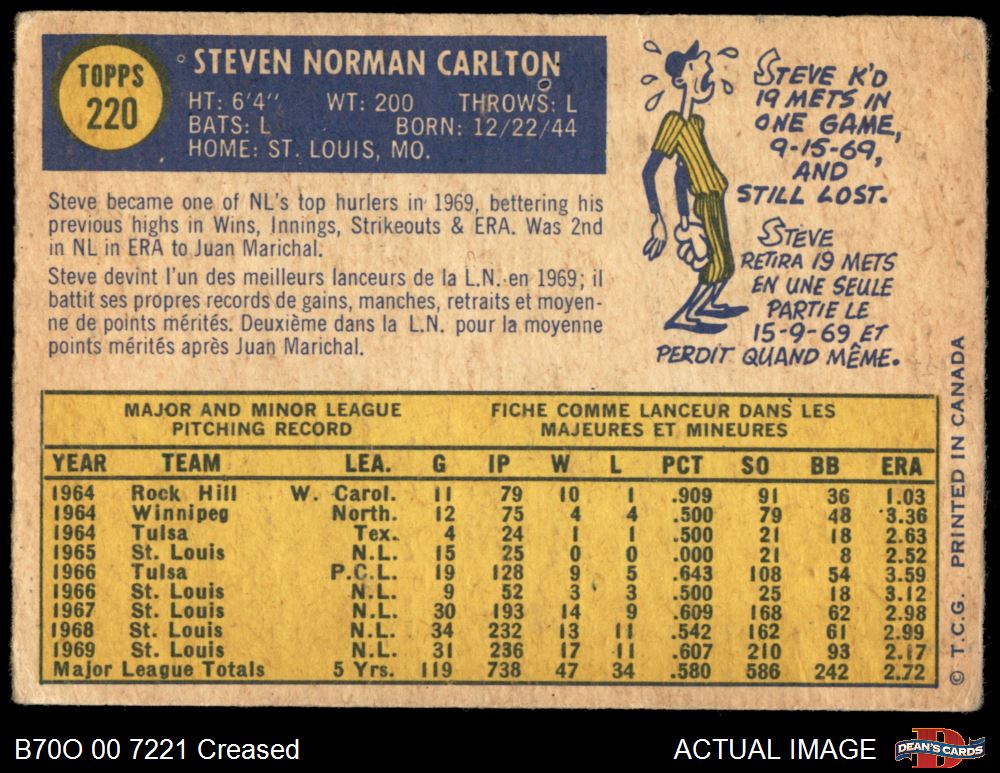 TOPPS
220
STEVEN NORMAN CARLTON
HT: 6'4" WT: 200 THROWS: L
BATS: L BORN: 12/22/44
HOME: ST. LOUIS, MO.
Steve became one of NL's top hurlers in 1969, bettering his
previous highs in Wins, Innings, Strikeouts & ERA. Was 2nd
in NL in ERA to Juan Marichal.
Steve devint l'un des meilleurs lanceurs de la L.N. en 1969; il
battit ses propres records de gains, manches, retraits et moyen-
ne de points mérités. Deuxième dans la L.N. pour la moyenne
points mérités après Juan Marichal.
STEVE K'D
19 METS IN
ONE GAME,
9-15-69,
AND
STILL LOST.
STEVE
RETIRA 19 METS
EN UNE SEULE
PARTIE LE
15-9-69 ET
PERDIT QUAND MÊME.
MAJOR AND MINOR LEAGUE
PITCHING RECORD
FICHE COMME LANCEUR DANS LES
MAJEURES ET MINEURES
YEAR TEAM LEA. G IP W L PCT SO BB ERA
1964 Rock Hill W. Carol. 11 79 10 1 .909 91 36 1.03
1964 Winnipeg North. 12 75 4 4 .500 79 48 3.36
1964 Tulsa Tex. 4 24 1 1 .500 21 18 2.63
1965 St. Louis N.L. 15 25 0 0 .000 21 8 2.52
1966 Tulsa P.C.L. 19 128 9 5 .643 108 54 3.59
1966 St. Louis N.L. 9 52 3 3 .500 25 18 3.12
1967 St. Louis N.L. 30 193 14 9 .609 168 62 2.98
1968 St. Louis N.L. 34 232 13 11 .542 162 61 2.99
1969 St. Louis N.L. 31 236 17 11 .607 210 93 2.17
Major League Totals 5 Yrs. 119 738 47 34 .580 586 242 2.72
© T.C.G. PRINTED IN CANADA
B70O 00 7221 Creased
ACTUAL IMAGE
DEAN'S CARDS